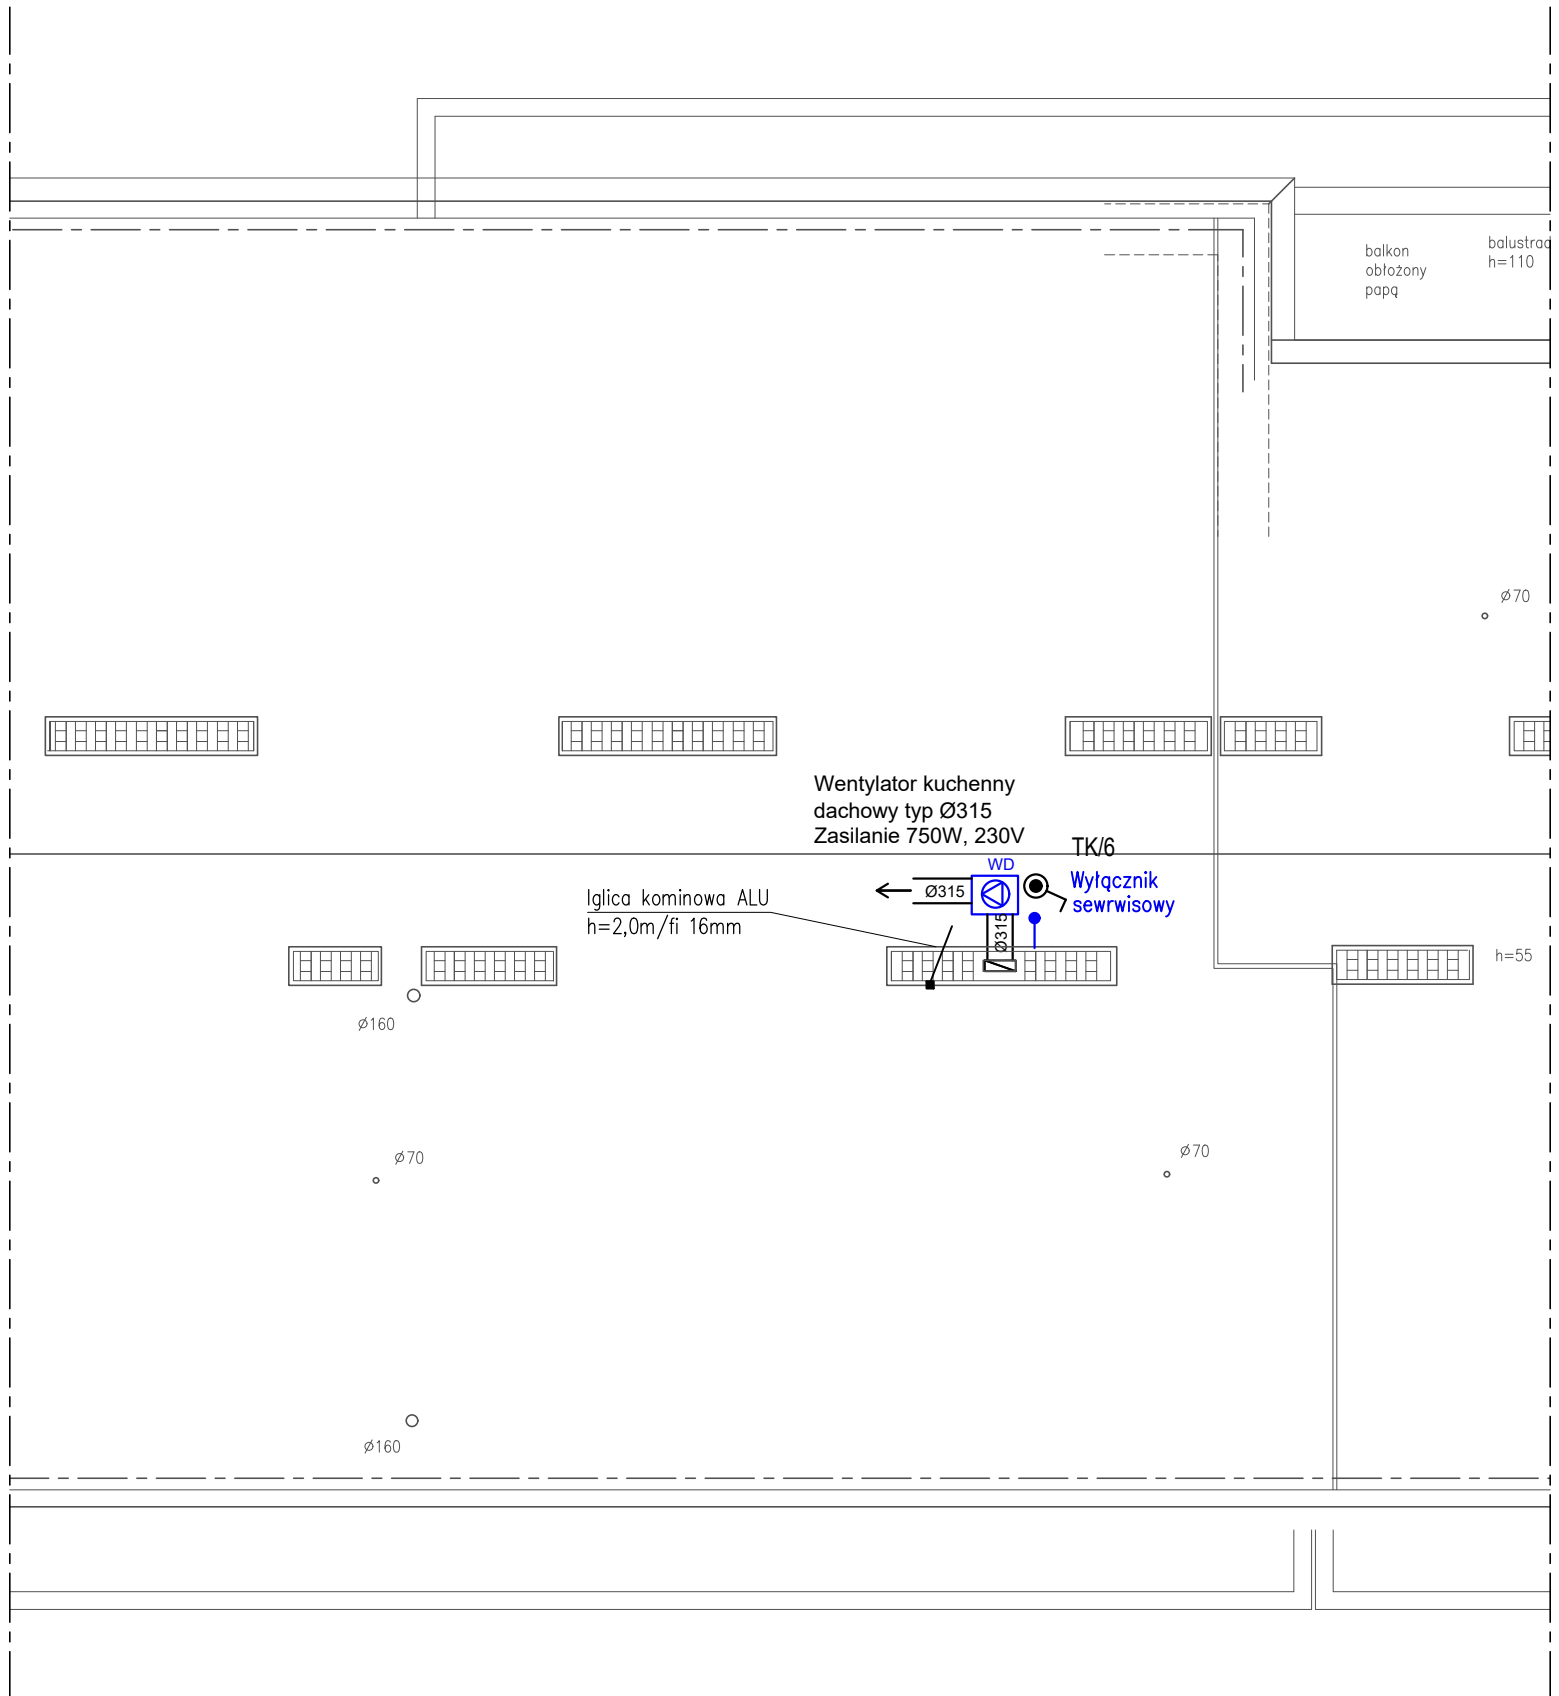 balkon
obłożony
papą
balustrad
h=110
Ø70
Wentylator kuchenny
dachowy typ Ø315
Zasilanie 750W, 230V
TK/6
WD
Wyłącznik
sewrwisowy
Ø315
Ø315
Iglica kominowa ALU
h=2,0m/fi 16mm
h=55
Ø160
Ø70
Ø70
Ø160